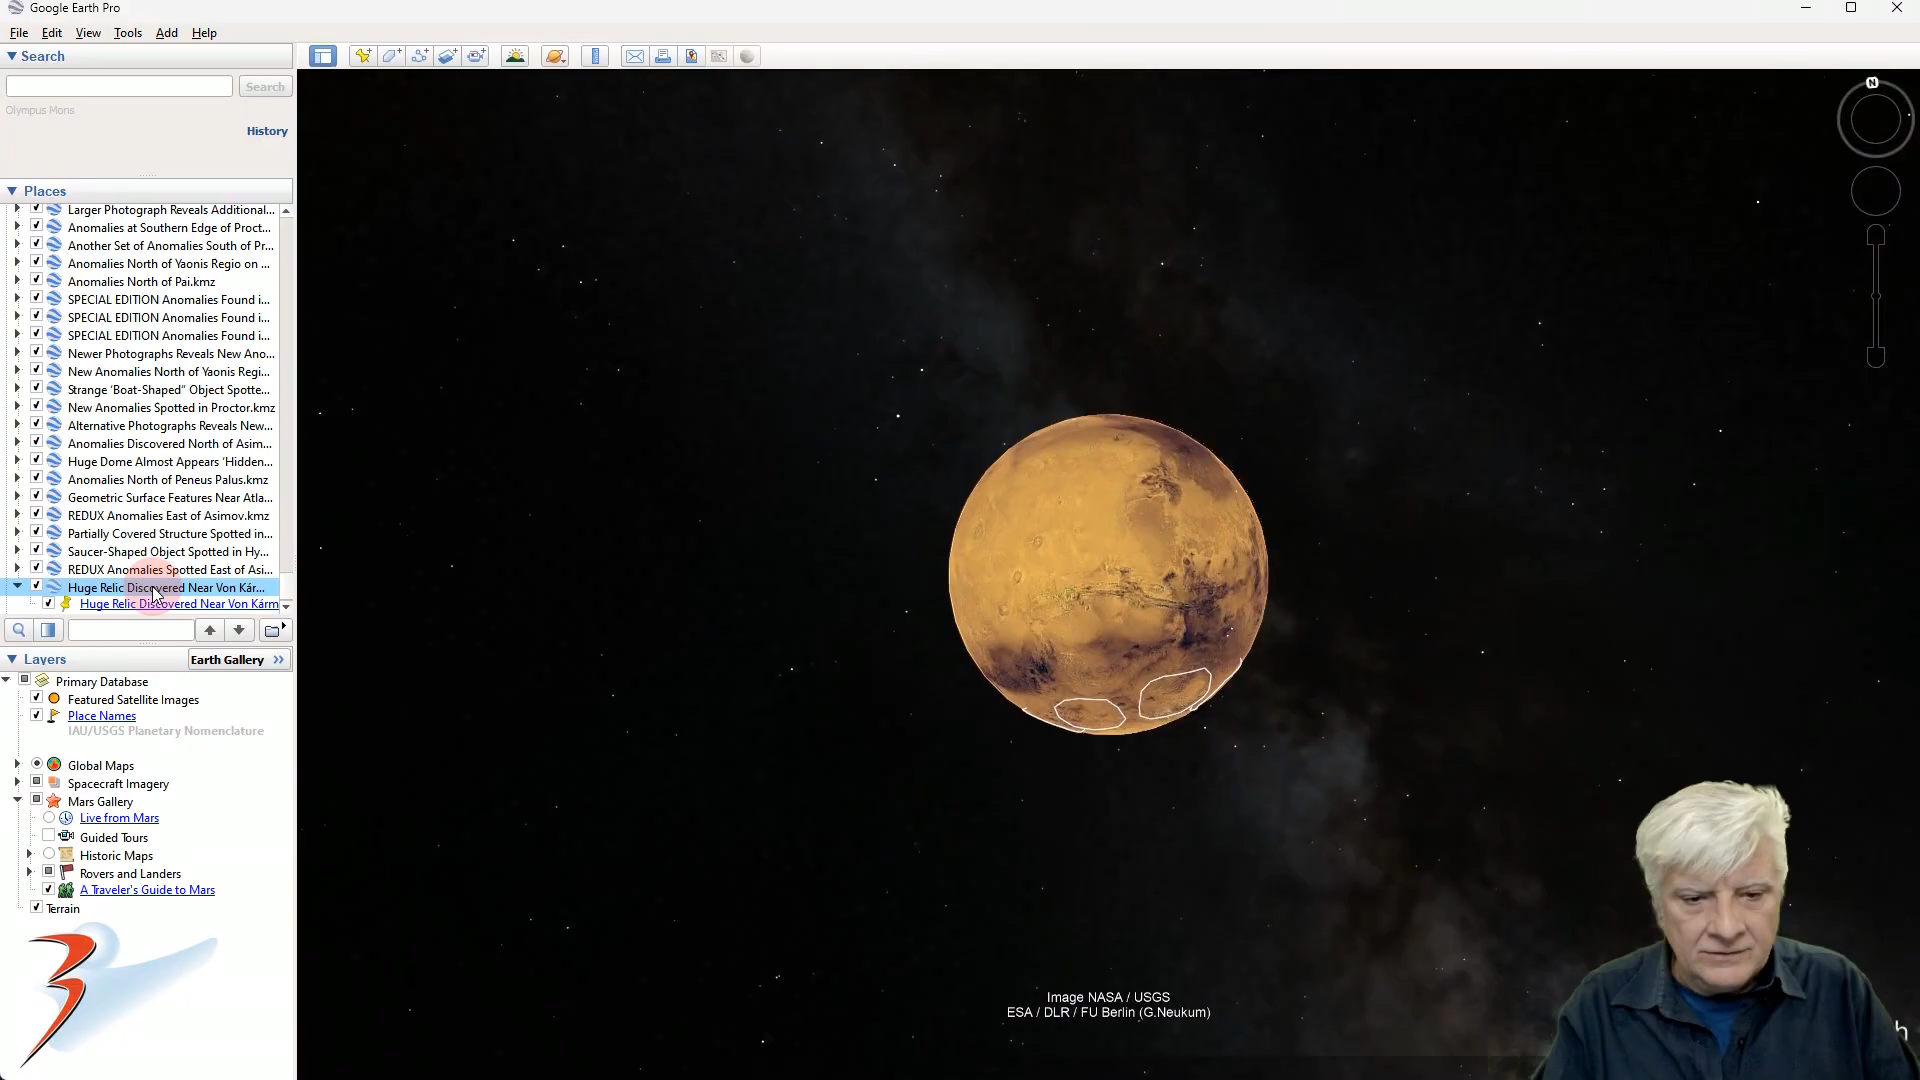 Google Earth Pro
File Edit View Tools Add Help
Search
Search
Olympus Mons
History
Places
Larger Photograph Reveals Additional...
Anomalies at Southern Edge of Proct...
Another Set of Anomalies South of Pr...
Anomalies North of Yaonis Regio on ...
Anomalies North of Pai.kmz
SPECIAL EDITION Anomalies Found i...
SPECIAL EDITION Anomalies Found i...
SPECIAL EDITION Anomalies Found i...
Newer Photographs Reveals New Ano...
New Anomalies North of Yaonis Regi...
Strange ‘Boat-Shaped” Object Spotte...
New Anomalies Spotted in Proctor.kmz
Alternative Photographs Reveals New...
Anomalies Discovered North of Asim...
Huge Dome Almost Appears ‘Hidden...
Anomalies North of Peneus Palus.kmz
Geometric Surface Features Near Atla...
REDUX Anomalies East of Asimov.kmz
Partially Covered Structure Spotted in...
Saucer-Shaped Object Spotted in Hy...
REDUX Anomalies Spotted East of Asi...
Huge Relic Discovered Near Von Kár...
Huge Relic Discovered Near Von Kárm
Layers
Earth Gallery >>
Primary Database
Featured Satellite Images
Place Names
IAU/USGS Planetary Nomenclature
Global Maps
Spacecraft Imagery
Mars Gallery
Live from Mars
Guided Tours
Historic Maps
Rovers and Landers
A Traveler's Guide to Mars
Terrain
N
Image NASA / USGS
ESA / DLR / FU Berlin (G.Neukum)